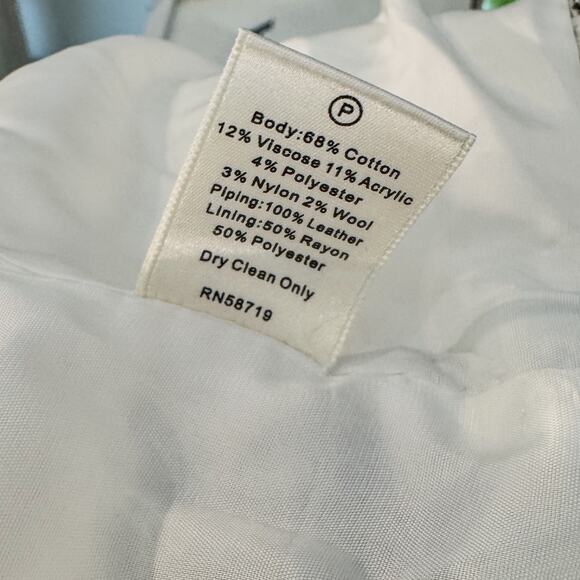 P
Body:68% Cotton
12% Viscose 11% Acrylic
4% Polyester
3% Nylon 2% Wool
Piping:100% Leather
Lining:50% Rayon
50% Polyester
Dry Clean Only
RN58719